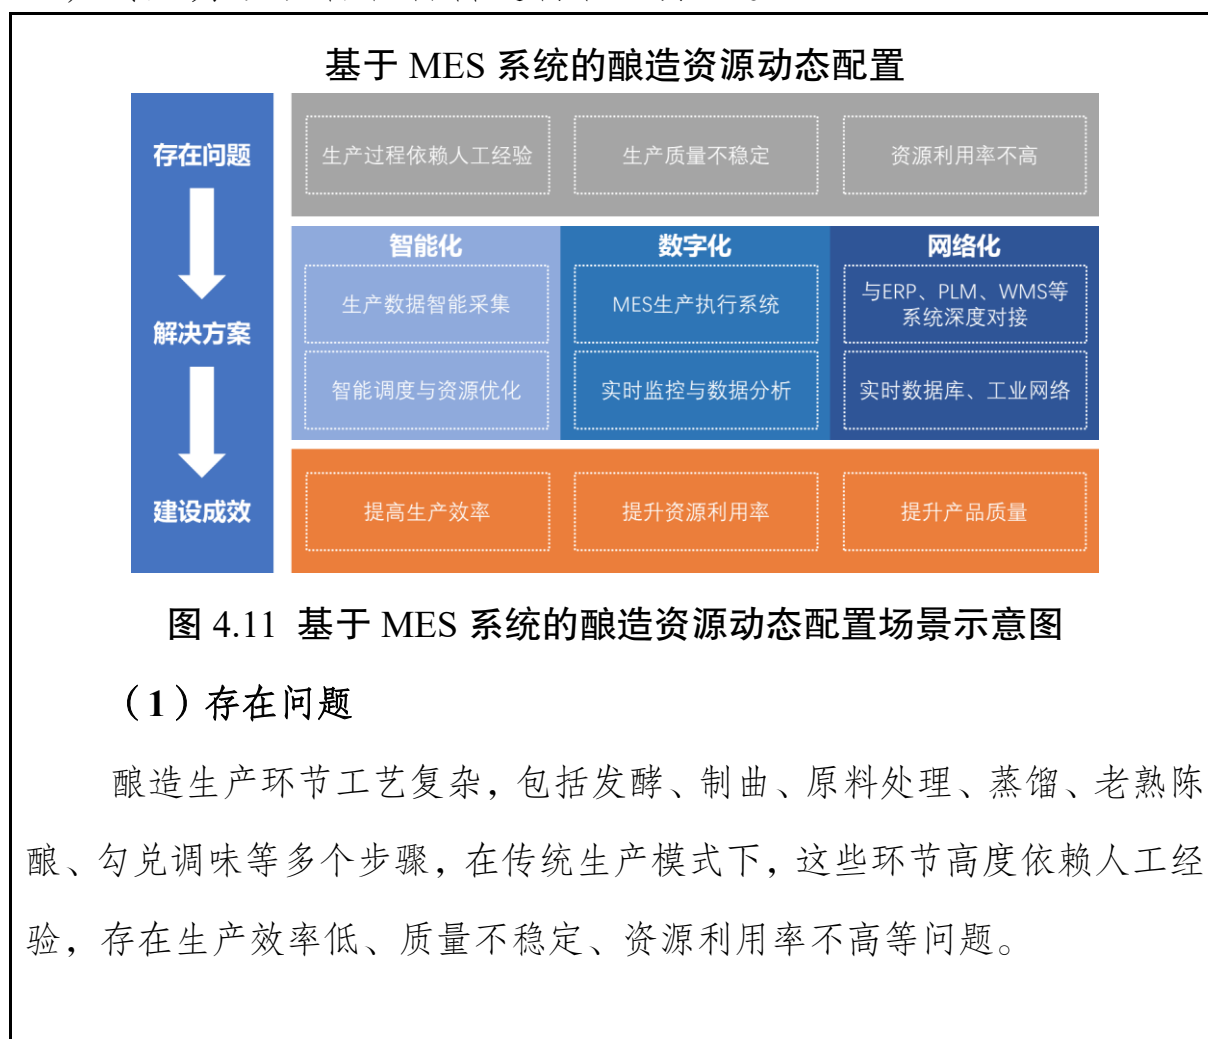 基于 MES 系统的酿造资源动态配置
存在问题
生产过程依赖人工经验
生产质量不稳定
资源利用率不高
解决方案
智能化
数字化
网络化
生产数据智能采集
MES生产执行系统
与ERP、PLM、WMS等
系统深度对接
智能调度与资源优化
实时监控与数据分析
实时数据库、工业网络
建设成效
提高生产效率
提升资源利用率
提升产品质量
图 4.11 基于 MES 系统的酿造资源动态配置场景示意图
（1）存在问题
酿造生产环节工艺复杂，包括发酵、制曲、原料处理、蒸馏、老熟陈
酿、勾兑调味等多个步骤，在传统生产模式下，这些环节高度依赖人工经
验，存在生产效率低、质量不稳定、资源利用率不高等问题。